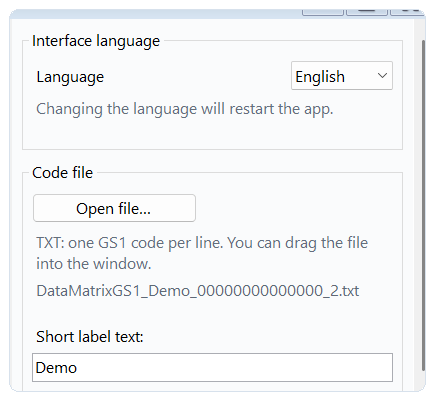 Interface language
Language
English
Changing the language will restart the app.
Code file
Open file...
TXT: one GS1 code per line. You can drag the file
into the window.
DataMatrixGS1_Demo_00000000000000_2.txt
Short label text:
Demo